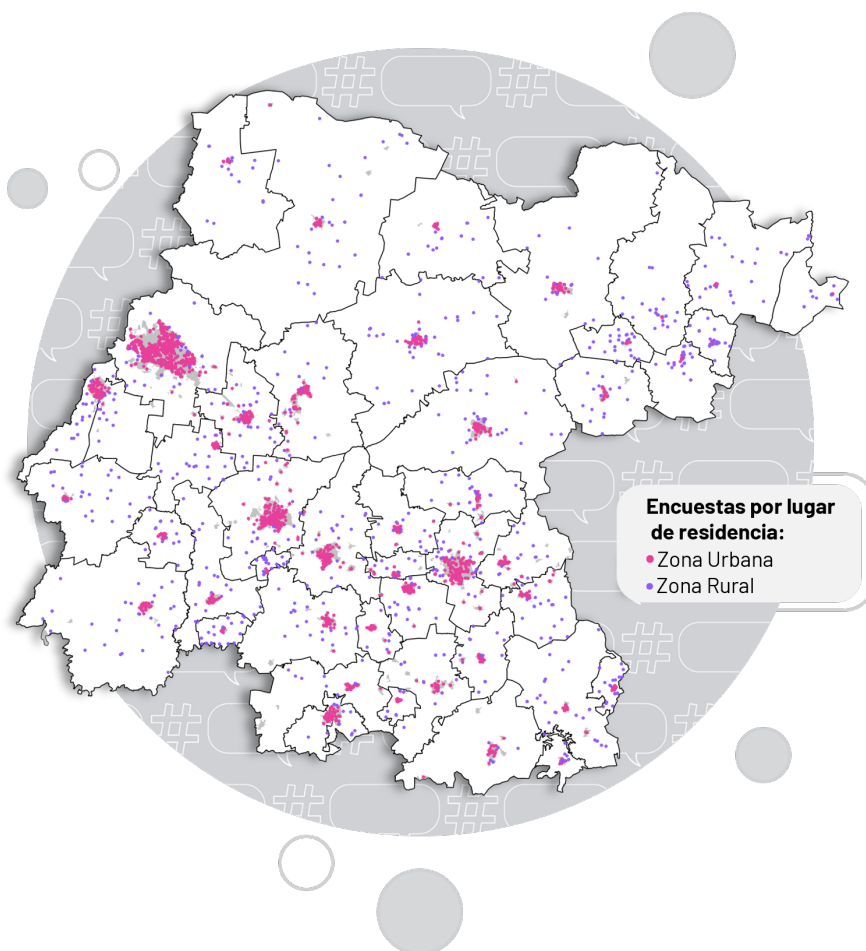 Encuestas por lugar
de residencia:
Zona Urbana
Zona Rural